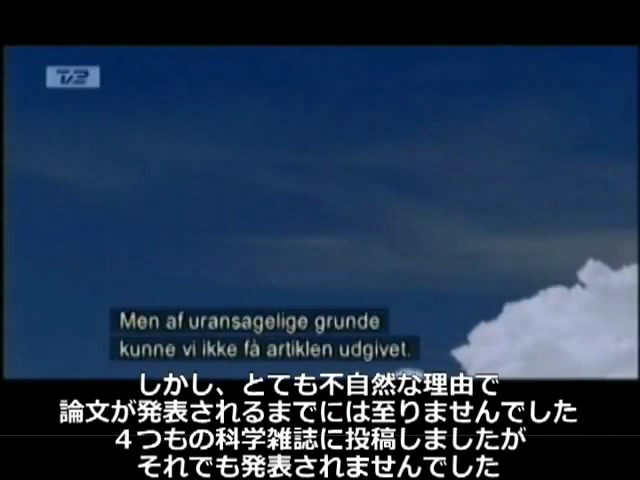 TV2
Men af uransagelige grunde
kunne vi ikke få artiklen udgivet.
しかし、とても不自然な理由で
論文が発表されるまでには至りませんでした
４つもの科学雑誌に投稿しましたが
それでも発表されませんでした